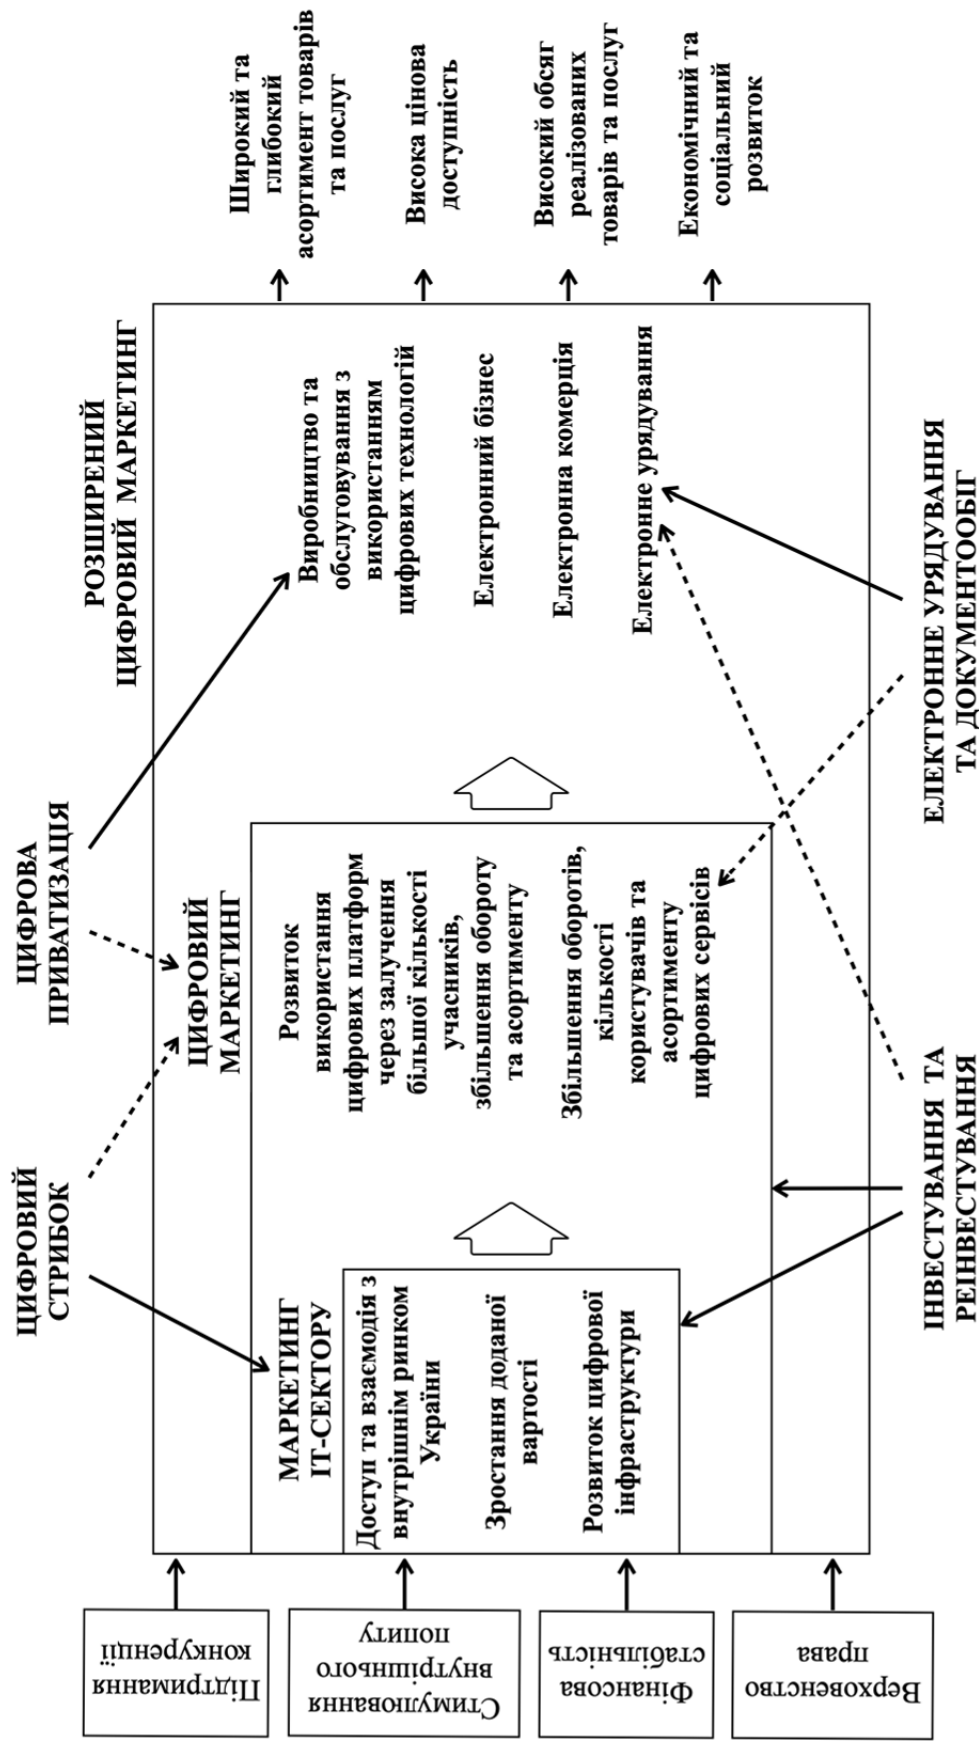 Підтримання
конкуренції
Стимулювання
внутрішнього
попиту
Фінансова
стабільність
Верховенство
права
ЦИФРОВИЙ
СТРИБОК
ЦИФРОВА
ПРИВАТИЗАЦІЯ
РОЗШИРЕНИЙ
ЦИФРОВИЙ МАРКЕТИНГ
МАРКЕТИНГ
ІТ-СЕКТОРУ
Доступ та взаємодія з
внутрішнім ринком
України
Зростання доданої
вартості
Розвиток цифрової
інфраструктури
ЦИФРОВИЙ
МАРКЕТИНГ
Розвиток
використання
цифрових платформ
через залучення
більшої кількості
учасників,
збільшення обороту
та асортименту
Збільшення оборотів,
кількості
користувачів та
асортименту
цифрових сервісів
Виробництво та
обслуговування з
використанням
цифрових технологій
Електронний бізнес
Електронна комерція
Електронне урядування
Широкий та
глибокий
асортимент товарів
та послуг
Висока цінова
доступність
Високий обсяг
реалізованих
товарів та послуг
Економічний та
соціальний
розвиток
ІНВЕСТУВАННЯ ТА
РЕІНВЕСТУВАННЯ
ЕЛЕКТРОННЕ УРЯДУВАННЯ
ТА ДОКУМЕНТООБІГ